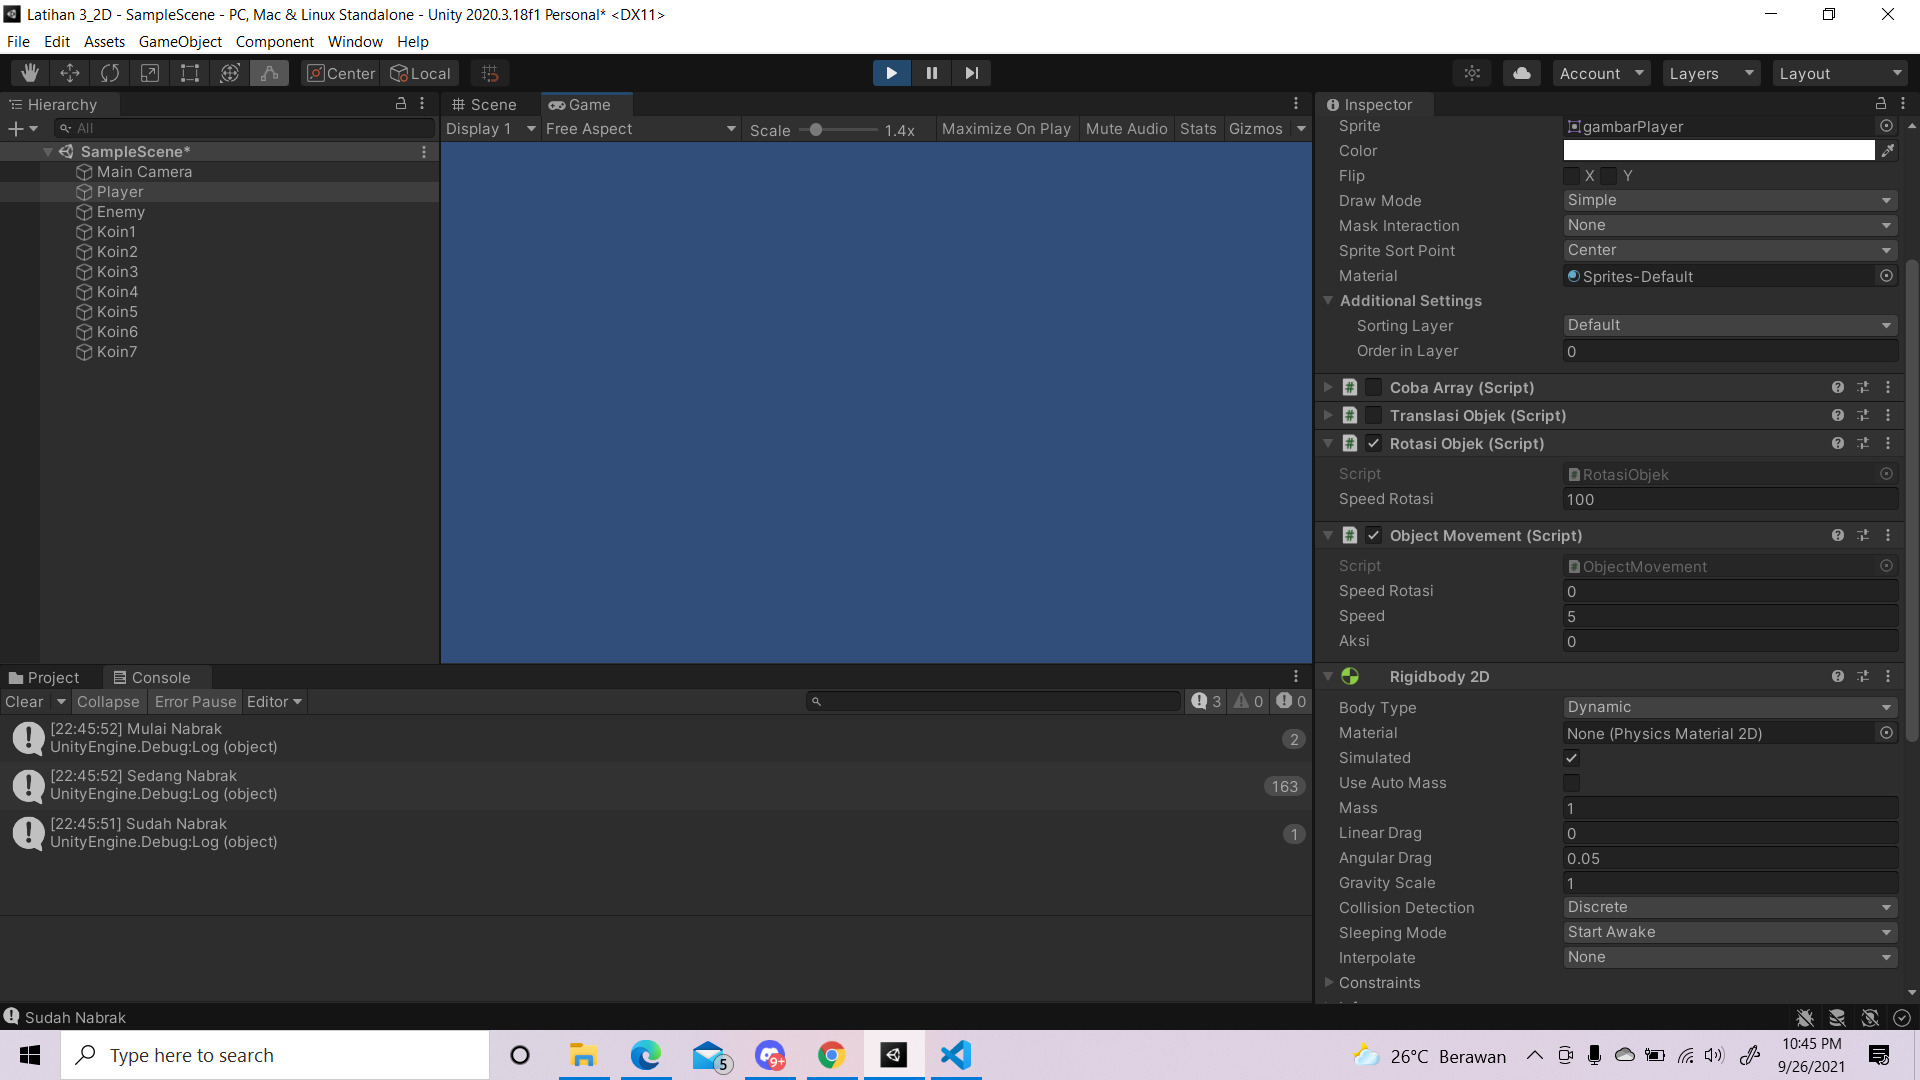 Latihan 3_2D - SampleScene - PC, Mac & Linux Standalone - Unity 2020.3.18f1 Personal* <DX11>
File Edit Assets GameObject Component Window Help
Center Local Account Layers Layout
Hierarchy
All
SampleScene*
Main Camera
Player
Enemy
Koin1
Koin2
Koin3
Koin4
Koin5
Koin6
Koin7
Scene Game
Display 1 Free Aspect Scale 1.4x Maximize On Play Mute Audio Stats Gizmos
Inspector
Sprite gambarPlayer
Color
Flip X Y
Draw Mode Simple
Mask Interaction None
Sprite Sort Point Center
Material Sprites-Default
Additional Settings
Sorting Layer Default
Order in Layer 0
# Coba Array (Script)
# Translasi Objek (Script)
# Rotasi Objek (Script)
Script RotasiObjek
Speed Rotasi 100
# Object Movement (Script)
Script ObjectMovement
Speed Rotasi 0
Speed 5
Aksi 0
Rigidbody 2D
Body Type Dynamic
Material None (Physics Material 2D)
Simulated
Use Auto Mass
Mass 1
Linear Drag 0
Angular Drag 0.05
Gravity Scale 1
Collision Detection Discrete
Sleeping Mode Start Awake
Interpolate None
Constraints
Project Console
Clear Collapse Error Pause Editor 3 0 0
[22:45:52] Mulai Nabrak
UnityEngine.Debug:Log (object)
2
[22:45:52] Sedang Nabrak
UnityEngine.Debug:Log (object)
163
[22:45:51] Sudah Nabrak
UnityEngine.Debug:Log (object)
1
Sudah Nabrak
Type here to search
5
9+
26°C Berawan
10:45 PM
9/26/2021